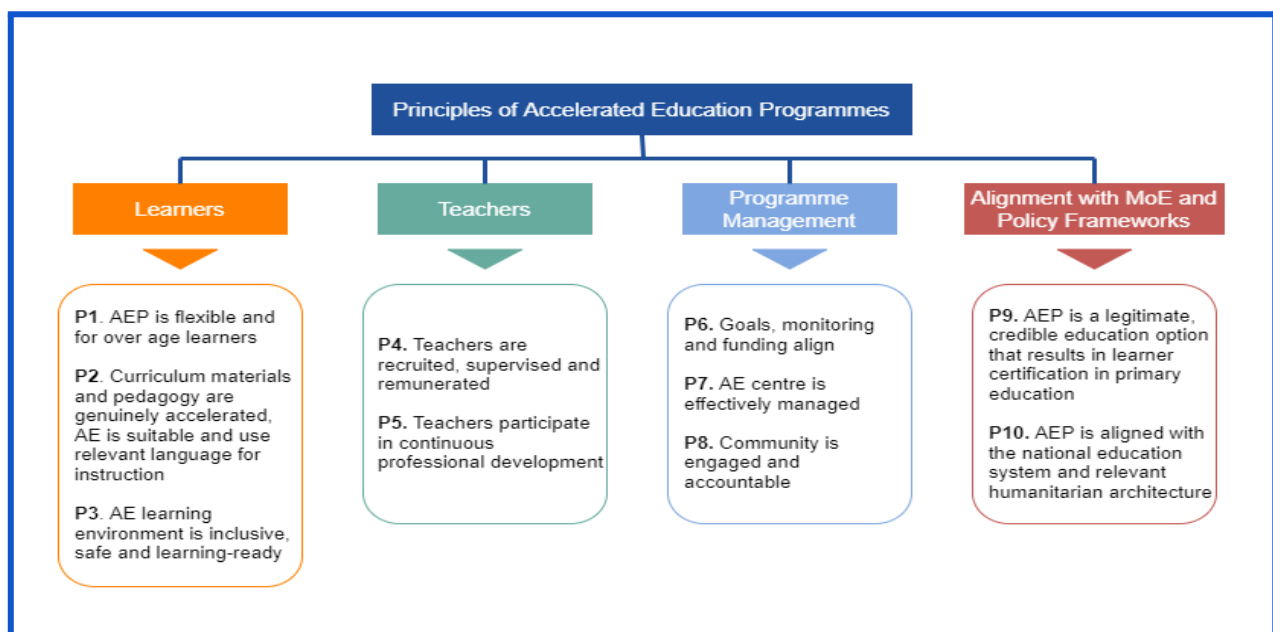 Principles of Accelerated Education Programmes
Learners
P1. AEP is flexible and
for over age learners
P2. Curriculum materials
and pedagogy are
genuinely accelerated,
AE is suitable and use
relevant language for
instruction
P3. AE learning
environment is inclusive,
safe and learning-ready
Teachers
P4. Teachers are
recruited, supervised and
remunerated
P5. Teachers participate
in continuous
professional development
Programme
Management
P6. Goals, monitoring
and funding align
P7. AE centre is
effectively managed
P8. Community is
engaged and
accountable
Alignment with MoE and
Policy Frameworks
P9. AEP is a legitimate,
credible education option
that results in learner
certification in primary
education
P10. AEP is aligned with
the national education
system and relevant
humanitarian architecture